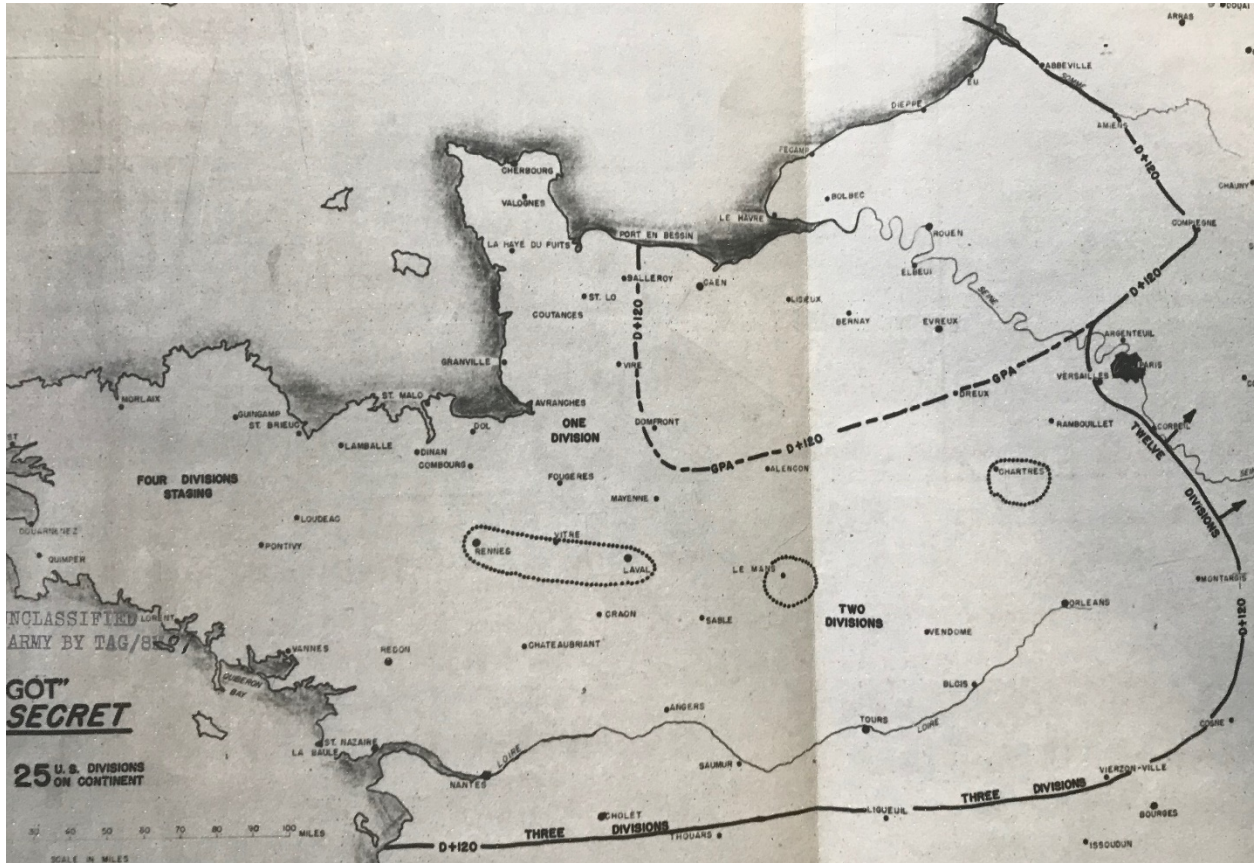 DOUAI
ARRAS
ABBEVILLE
SOMME
EU
DIEPPE
AMIENS
FECAMP
D+120
CHAUNY
CHERBOURG
VALOGNES
BOLBEC
LE HAVRE
COMPIEGNE
PORT EN BESSIN
ROUEN
LA HAYE DU PUITS
ELBEUF
BALLEROY
CAEN
D+120
ST. LO
LISIEUX
SEINE
COUTANCES
D+120
BERNAY
EVREUX
ARGENTEUIL
GRANVILLE
VIRE
PARIS
GPA
VERSAILLES
MORLAIX
ST. MALO
AVRANCHES
DREUX
GUINGAMP
ST. BRIEUC
DOL
ONE
DIVISION
DOMFRONT
RAMBOUILLET
CORBEIL
TWELVE
LAMBALLE
DINAN
D+120
COMBOURG
GPA
ALENCON
CHARTRES
FOUR DIVISIONS
STAGING
FOUGERES
MAYENNE
DIVISIONS
LOUDEAC
DOUARNENEZ
VITRE
PONTIVY
RENNES
QUIMPER
LAVAL
LE MANS
MONTARGIS
ORLEANS
NCLASSIFIED
LORIENT
CRAON
SABLE
TWO
DIVISIONS
D+120
VENDOME
ARMY BY TAG/
VANNES
REDON
CHATEAUBRIANT
QUIBERON
BAY
BLOIS
GOT"
SECRET
ANGERS
TOURS
LOIRE
COSNE
ST. NAZAIRE
LA BAULE
LOIRE
SAUMUR
25 U.S. DIVISIONS
ON CONTINENT
NANTES
VIERZON-VILLE
THREE DIVISIONS
LIGUEUIL
BOURGES
CHOLET
THREE DIVISIONS
THOUARS
30 40 50 60 70 80 90 100 MILES
D+120
ISSOUDUN
SCALE IN MILES